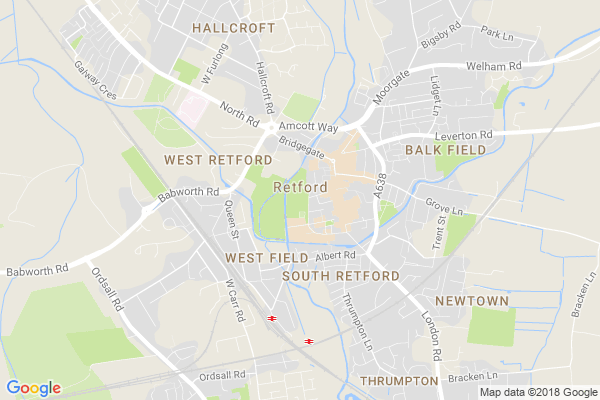 HALLCROFT
Park Ln
Bigsby Rd
W Furlong
Galway Cres
Hallcroft Rd
Welham Rd
Moorgate
Lidget Ln
North Rd
Amcott Way
Leverton Rd
Bridgegate
BALK FIELD
WEST RETFORD
Retford
A638
Babworth Rd
Grove Ln
Queen St
Trent St
WEST FIELD
Albert Rd
Babworth Rd
SOUTH RETFORD
Ordsall Rd
W Carr Rd
NEWTOWN
Bracken Ln
Thrumpton Ln
London Rd
Ordsall Rd
THRUMPTON
Bracken Ln
Google
Map data ©2018 Google